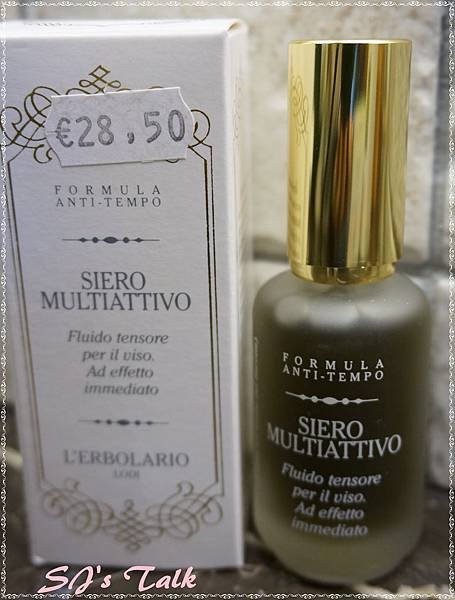 €28,50
FORMULA
ANTI-TEMPO
SIERO
MULTIATTIVO
Fluido tensore
per il viso.
Ad effetto
immediato
L'ERBOLARIO
LODI
FORMULA
ANTI-TEMPO
SIERO
MULTIATTIVO
Fluido tensore
per il viso.
Ad effetto
immediato
SJ's Talk